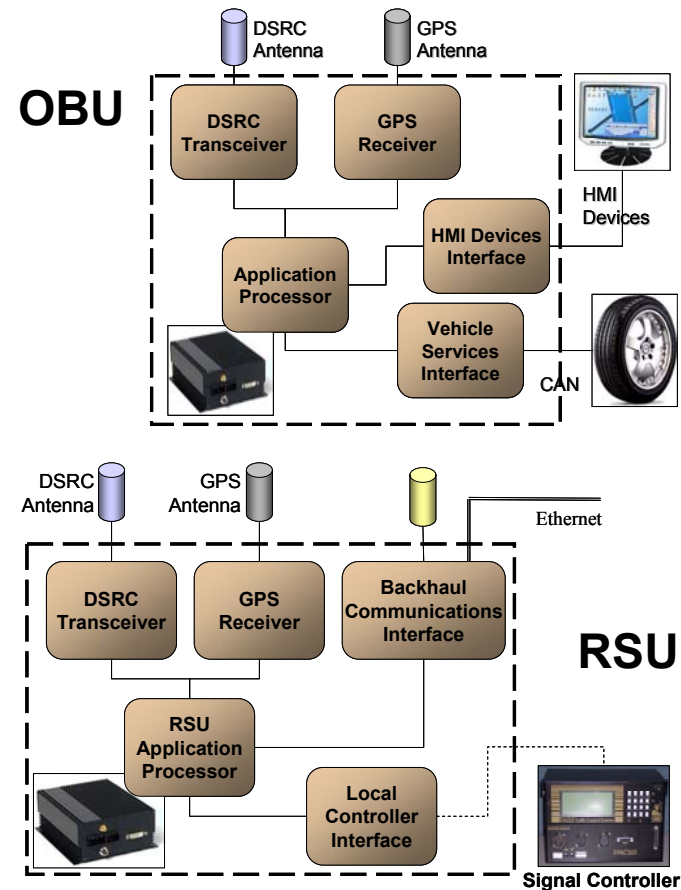 DSRC
Antenna
GPS
Antenna
OBU
DSRC
Transceiver
GPS
Receiver
HMI
Devices
HMI Devices
Interface
Application
Processor
Vehicle
Services
Interface
CAN
DSRC
Antenna
GPS
Antenna
Ethernet
DSRC
Transceiver
GPS
Receiver
Backhaul
Communications
Interface
RSU
RSU
Application
Processor
Local
Controller
Interface
Signal Controller